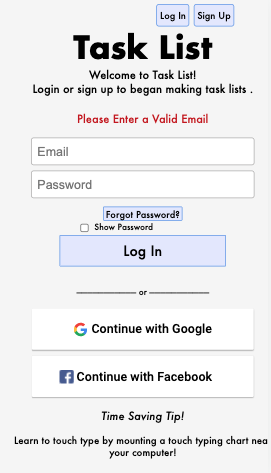 Log In Sign Up
Task List
Welcome to Task List!
Login or sign up to began making task lists .
Please Enter a Valid Email
Email
Password
Forgot Password?
Show Password
Log In
or
Continue with Google
Continue with Facebook
Time Saving Tip!
Learn to touch type by mounting a touch typing chart nea
your computer!